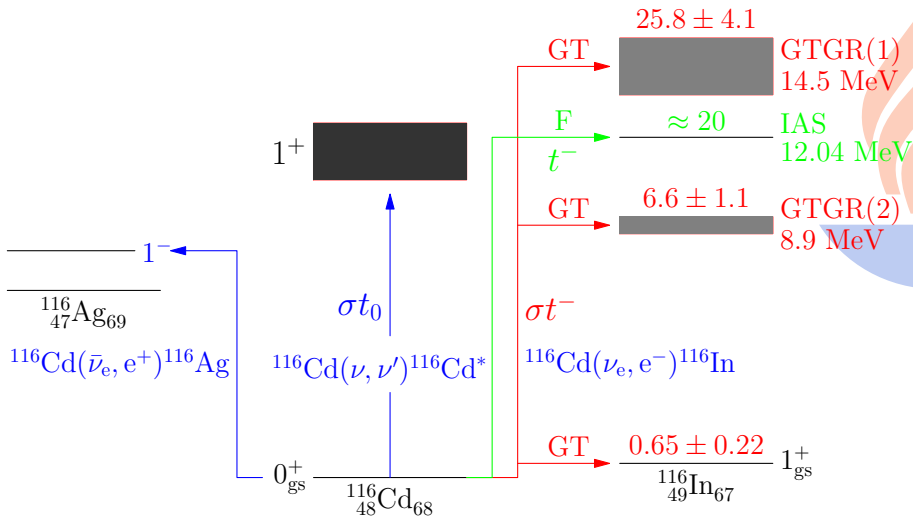 25.8 ± 4.1
GT
GTGR(1)
14.5 MeV
1⁺
F
t⁻
≈ 20
IAS
12.04 MeV
6.6 ± 1.1
GT
GTGR(2)
8.9 MeV
1⁻
¹¹⁶₄₇Ag₆₉
σt₀
σt⁻
¹¹⁶Cd(ν̄ₑ, e⁺)¹¹⁶Ag
¹¹⁶Cd(ν, ν′)¹¹⁶Cd*
¹¹⁶Cd(νₑ, e⁻)¹¹⁶In
0⁺gs
¹¹⁶₄₈Cd₆₈
GT
0.65 ± 0.22
1⁺gs
¹¹⁶₄₉In₆₇